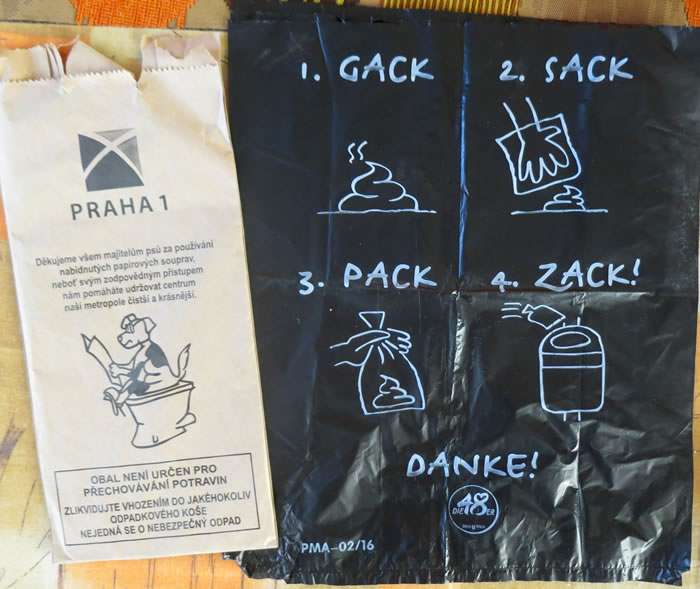 PRAHA 1
Děkujeme všem majitelům psů za používání
nabídnutých papírových souprav,
neboť svým zodpovědným přístupem
nám pomáháte udržovat centrum
naší metropole čistší a krásnější.
OBAL NENÍ URČEN PRO
PŘECHOVÁVÁNÍ POTRAVIN
ZLIKVIDUJTE VHOZENÍM DO JAKÉHOKOLIV
ODPADKOVÉHO KOŠE
NEJEDNÁ SE O NEBEZPEČNÝ ODPAD
1. GACK
2. SACK
3. PACK
4. ZACK!
DANKE!
DIE 48ER
PMA-02/16